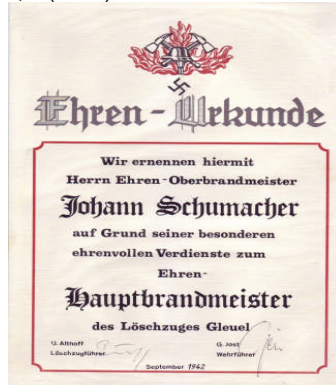 Ehren-Urkunde
Wir ernennen hiermit
Herrn Ehren-Oberbrandmeister
Johann Schumacher
auf Grund seiner besonderen
ehrenvollen Verdienste zum
Ehren-
Hauptbrandmeister
des Löschzuges Gleuel
U. Althoff
Löschzugführer
G. Jost
Wehrführer
September 1942